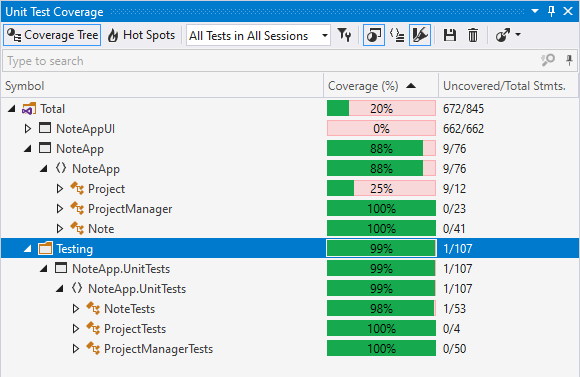 Unit Test Coverage
Coverage Tree Hot Spots All Tests in All Sessions
Type to search
Symbol Coverage (%) Uncovered/Total Stmts.
Total 20% 672/845
NoteAppUI 0% 662/662
NoteApp 88% 9/76
NoteApp 88% 9/76
Project 25% 9/12
ProjectManager 100% 0/23
Note 100% 0/41
Testing 99% 1/107
NoteApp.UnitTests 99% 1/107
NoteApp.UnitTests 99% 1/107
NoteTests 98% 1/53
ProjectTests 100% 0/4
ProjectManagerTests 100% 0/50